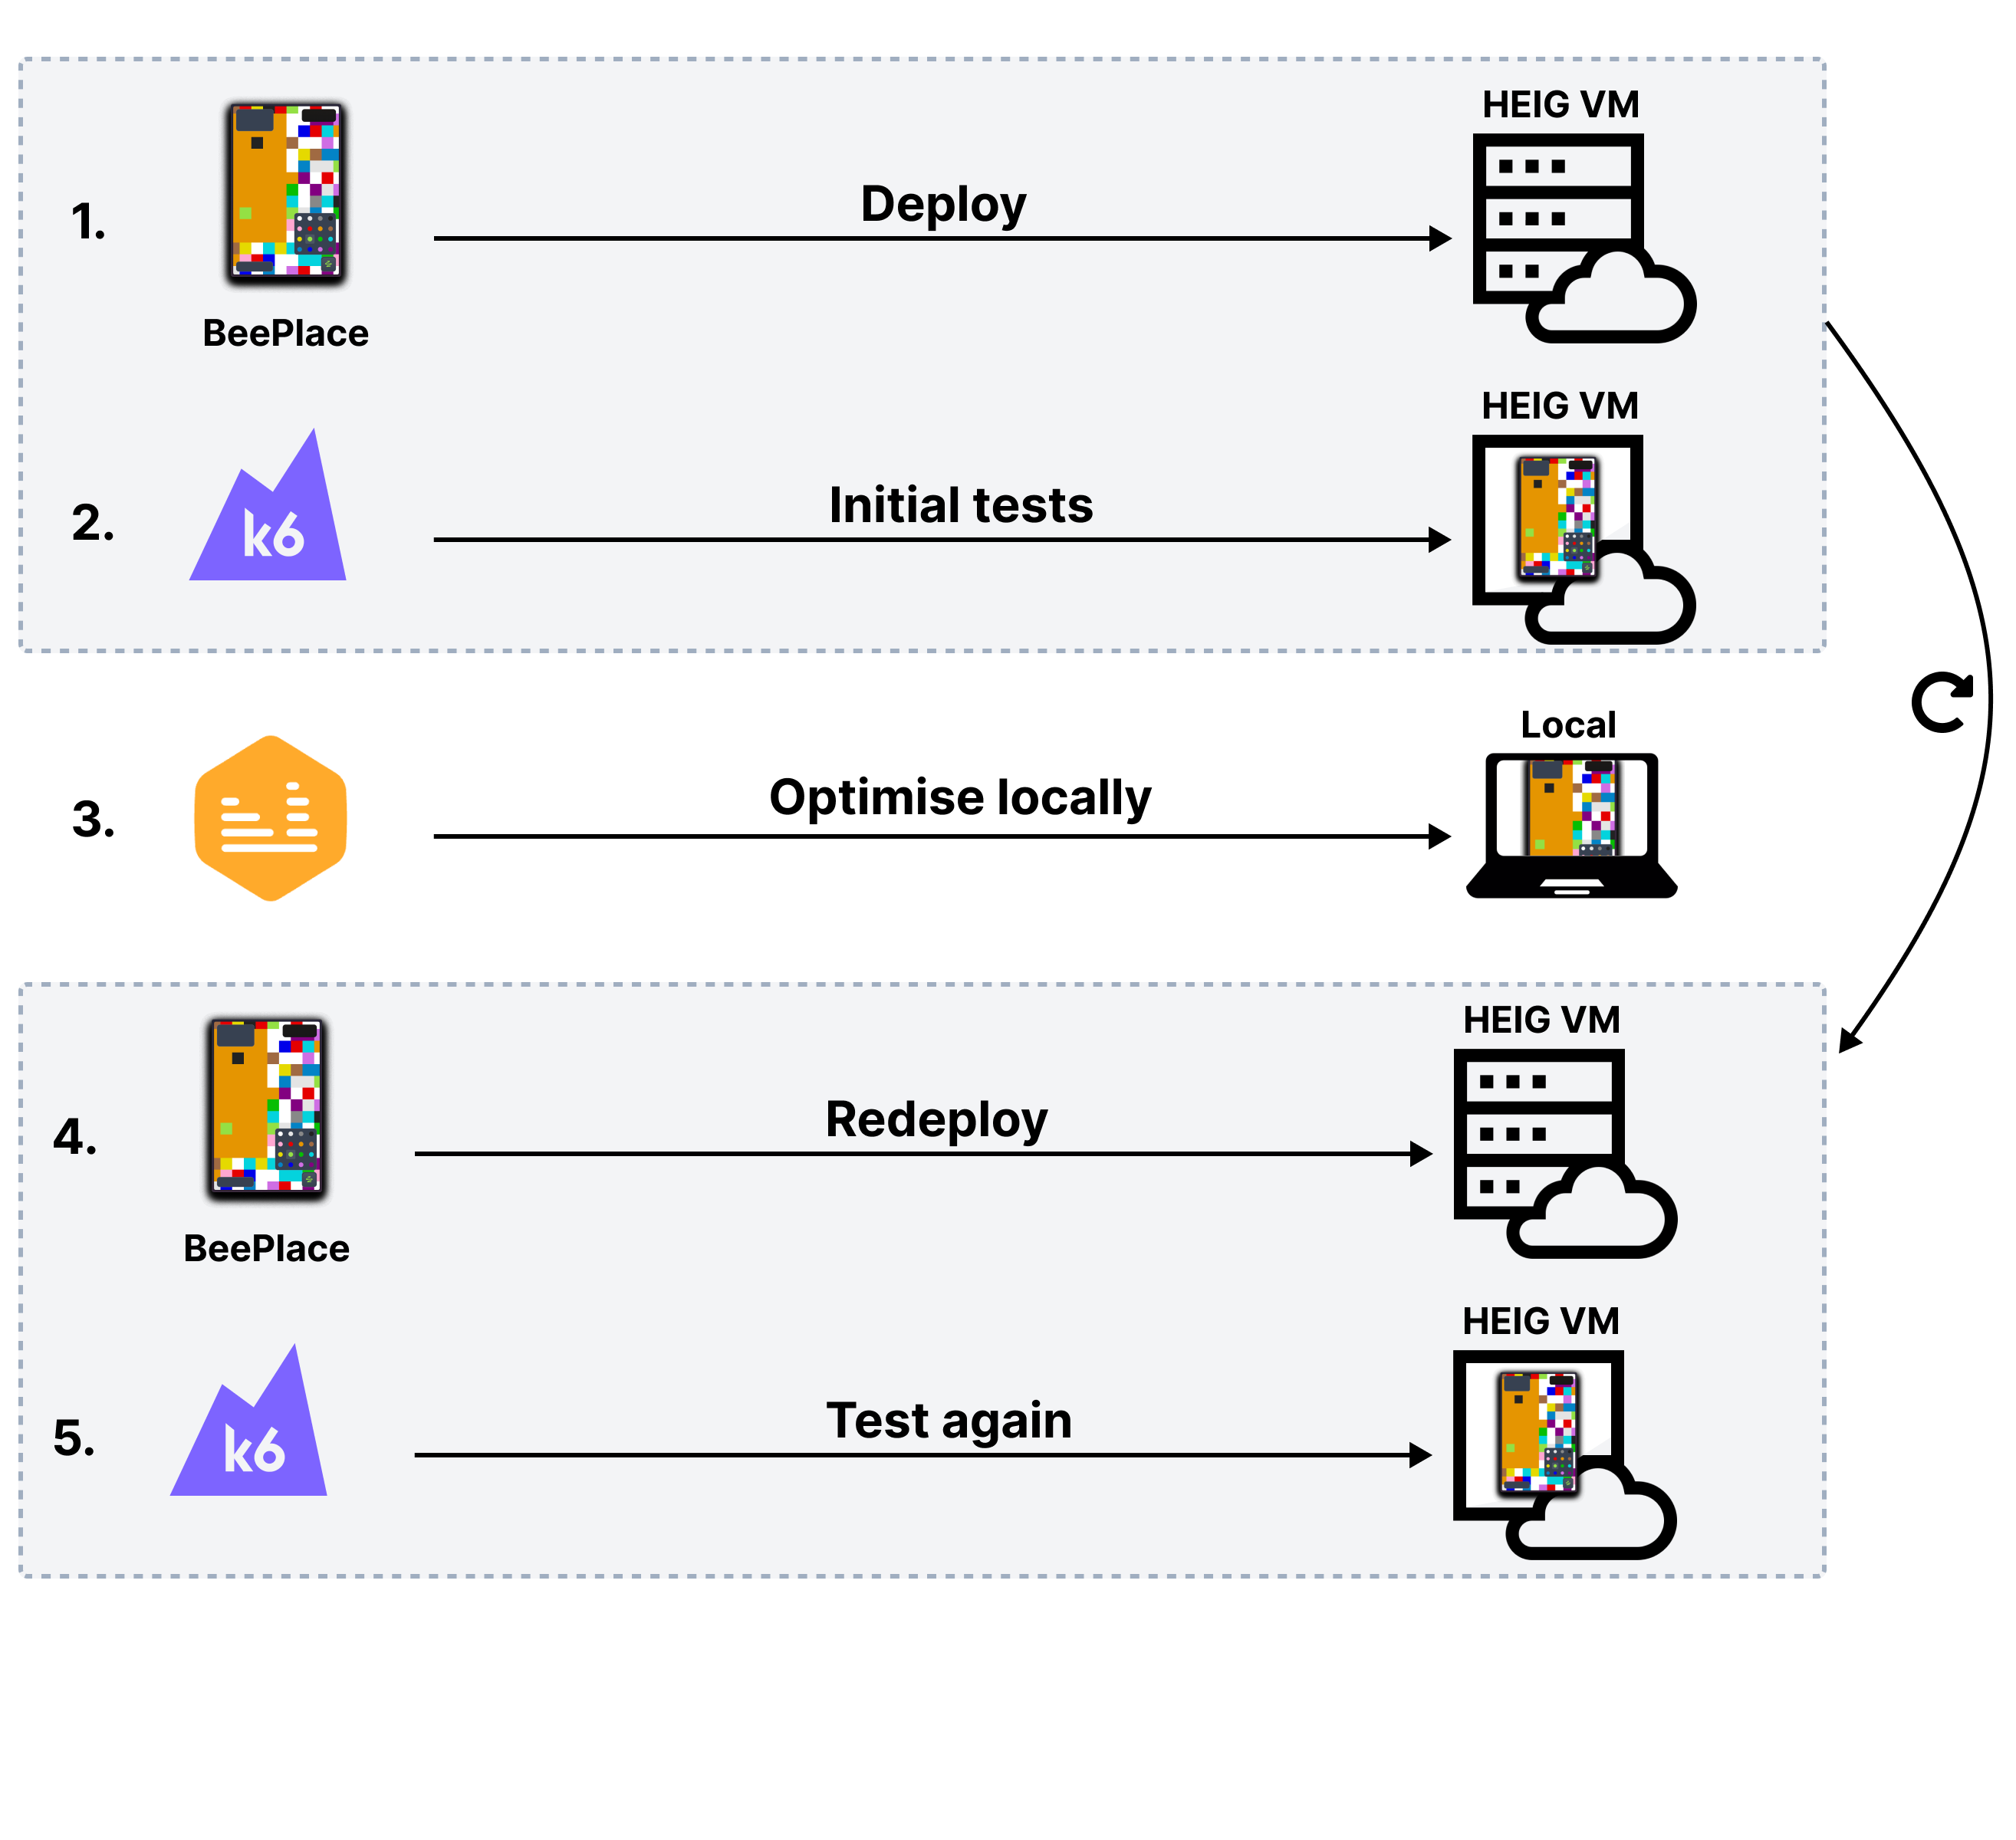 HEIG VM
1.
Deploy
BeePlace
HEIG VM
2.
k6
Initial tests
Local
3.
Optimise locally
HEIG VM
4.
Redeploy
BeePlace
HEIG VM
5.
k6
Test again